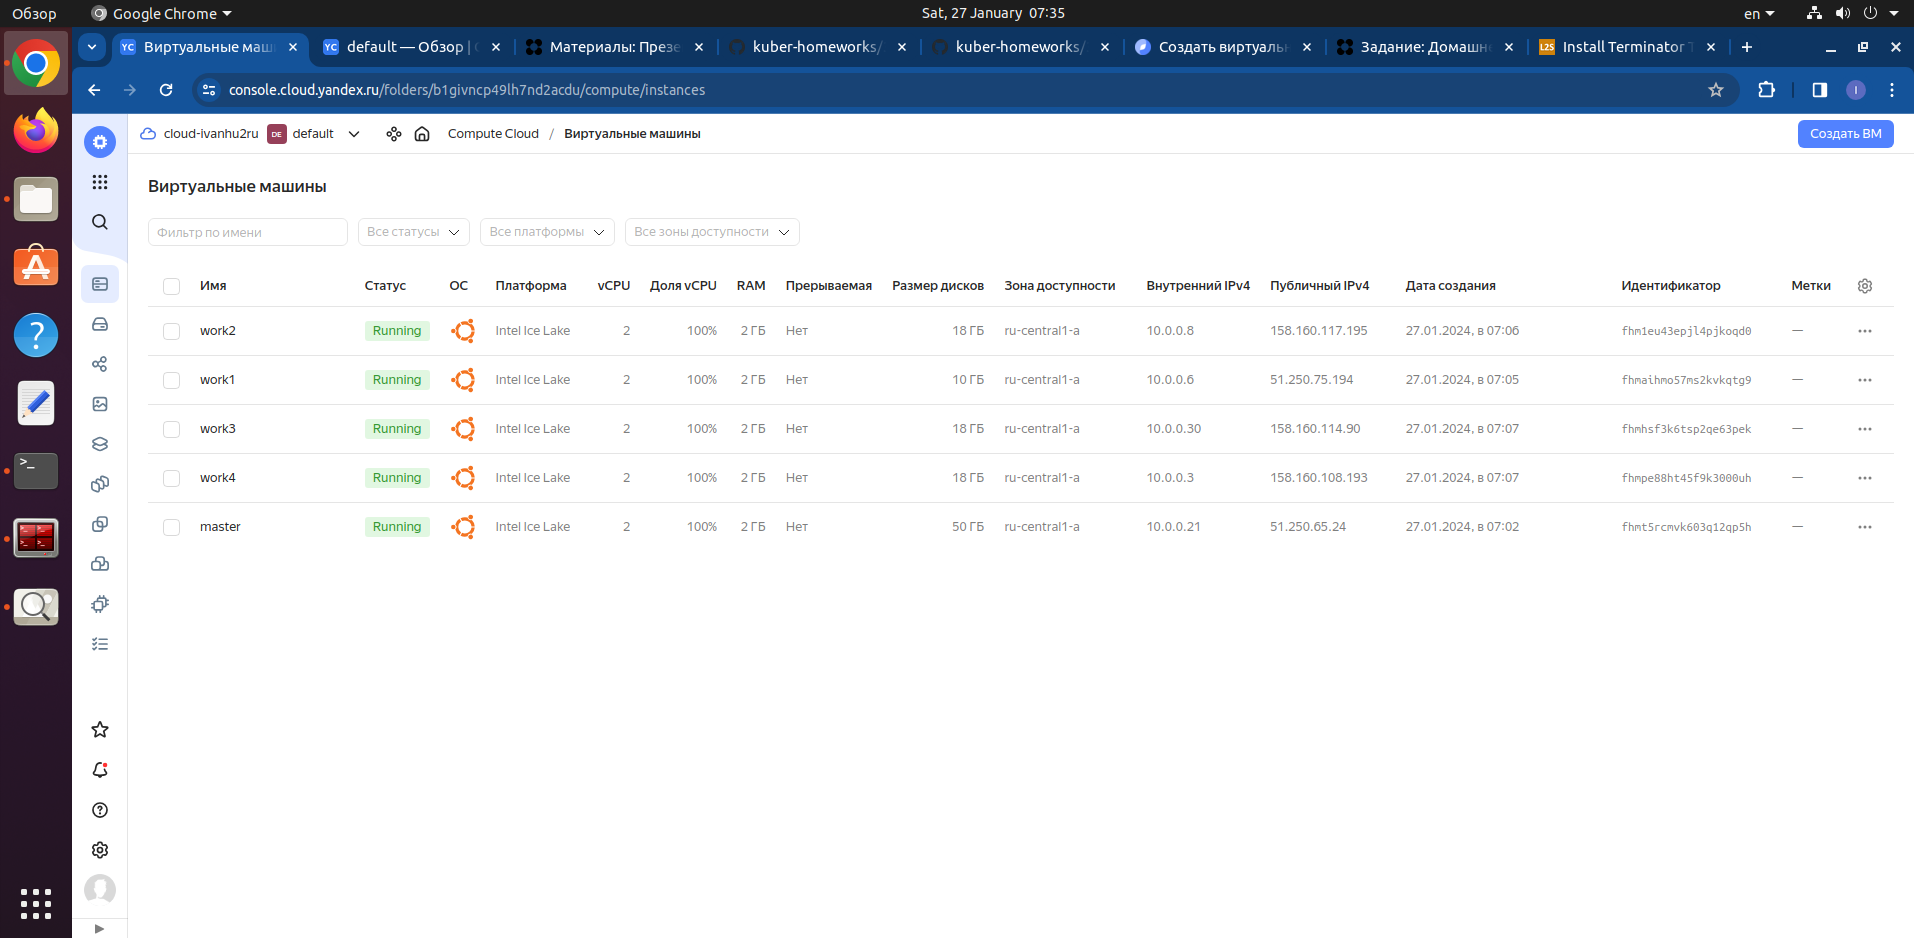 Обзор Google Chrome Sat, 27 January 07:35 en
YC Виртуальные маши YC default — Обзор | Материалы: Презе kuber-homeworks/ kuber-homeworks/ Создать виртуаль Задание: Домашн L2S Install Terminator
console.cloud.yandex.ru/folders/b1givncp49lh7nd2acdu/compute/instances I
cloud-ivanhu2ru DE default Compute Cloud / Виртуальные машины Создать ВМ
Виртуальные машины
Фильтр по имени Все статусы Все платформы Все зоны доступности
Имя Статус ОС Платформа vCPU Доля vCPU RAM Прерываемая Размер дисков Зона доступности Внутренний IPv4 Публичный IPv4 Дата создания Идентификатор Метки
work2 Running Intel Ice Lake 2 100% 2 ГБ Нет 18 ГБ ru-central1-a 10.0.0.8 158.160.117.195 27.01.2024, в 07:06 fhm1eu43epjl4pjkoqd0 —
work1 Running Intel Ice Lake 2 100% 2 ГБ Нет 10 ГБ ru-central1-a 10.0.0.6 51.250.75.194 27.01.2024, в 07:05 fhmaihmo57ms2kvkqtg9 —
work3 Running Intel Ice Lake 2 100% 2 ГБ Нет 18 ГБ ru-central1-a 10.0.0.30 158.160.114.90 27.01.2024, в 07:07 fhmhsf3k6tsp2qe63pek —
work4 Running Intel Ice Lake 2 100% 2 ГБ Нет 18 ГБ ru-central1-a 10.0.0.3 158.160.108.193 27.01.2024, в 07:07 fhmpe88ht45f9k3000uh —
master Running Intel Ice Lake 2 100% 2 ГБ Нет 50 ГБ ru-central1-a 10.0.0.21 51.250.65.24 27.01.2024, в 07:02 fhmt5rcmvk603q12qp5h —